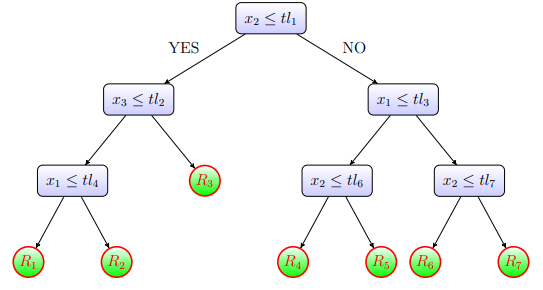 x₂ ≤ tl₁
YES NO
x₃ ≤ tl₂ x₁ ≤ tl₃
x₁ ≤ tl₄ R₃ x₂ ≤ tl₆ x₂ ≤ tl₇
R₁ R₂ R₄ R₅ R₆ R₇